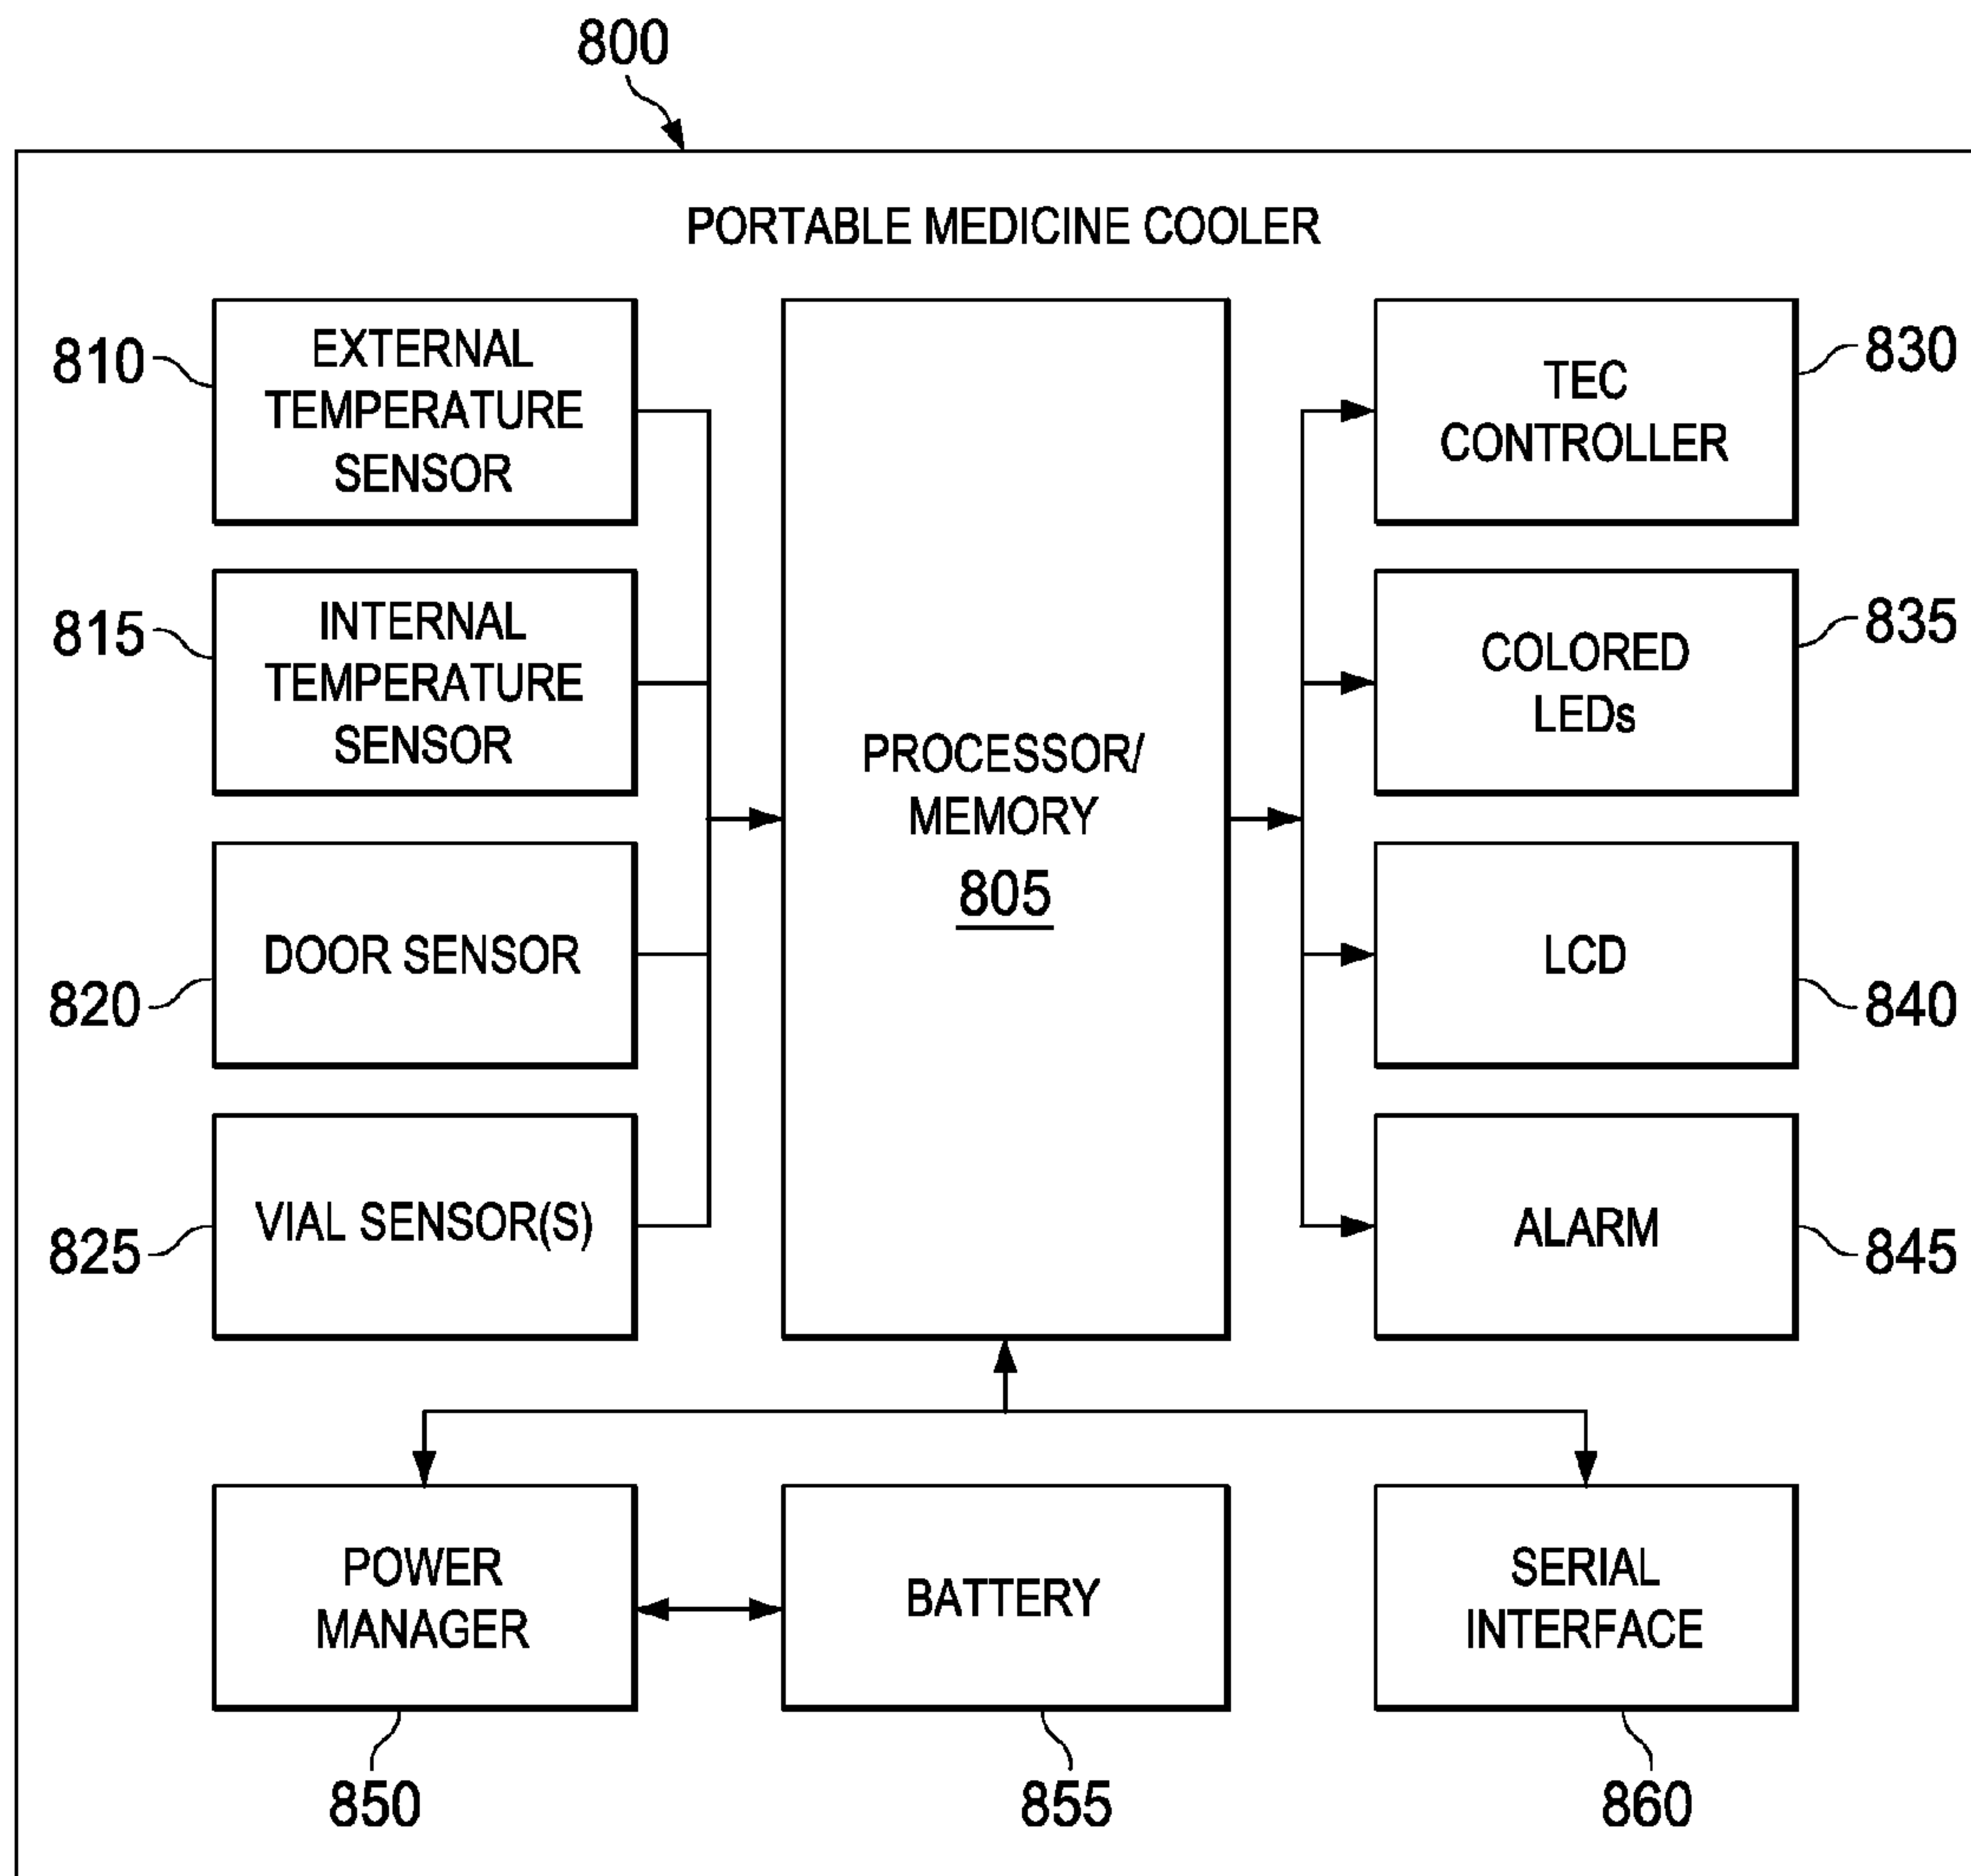 800
PORTABLE MEDICINE COOLER
810
EXTERNAL
TEMPERATURE
SENSOR
815
INTERNAL
TEMPERATURE
SENSOR
820
DOOR SENSOR
825
VIAL SENSOR(S)
PROCESSOR/
MEMORY
805
TEC
CONTROLLER
830
COLORED
LEDs
835
LCD
840
ALARM
845
POWER
MANAGER
850
BATTERY
855
SERIAL
INTERFACE
860